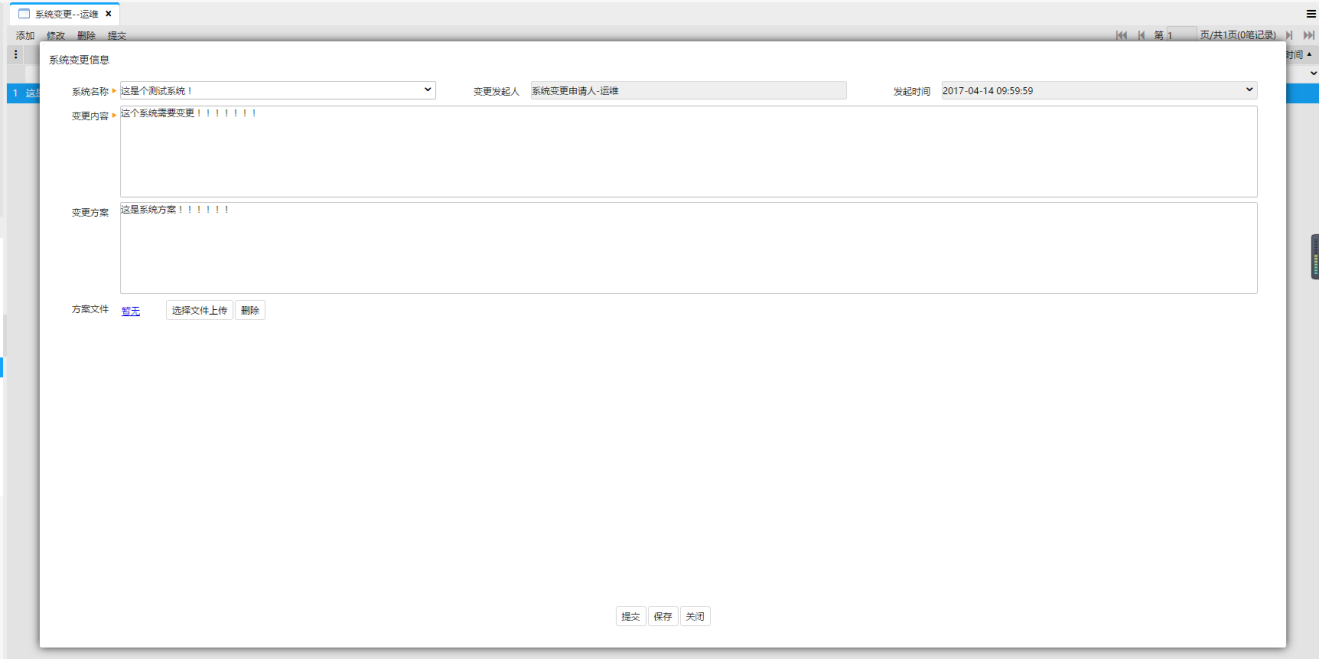 系统变更--运维 ×
添加 修改 删除 提交 第 1 页/共1页(0笔记录)
系统变更信息 时间
系统名称 这是个测试系统！ 变更发起人 系统变更申请人-运维 发起时间 2017-04-14 09:59:59
1 这是
变更内容 这个系统需要变更！！！！！！！
变更方案 这是系统方案！！！！！！
方案文件 暂无 选择文件上传 删除
提交 保存 关闭